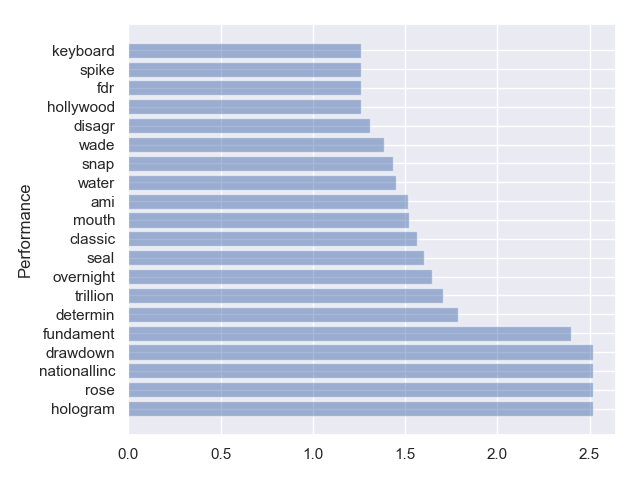 keyboard
spike
fdr
hollywood
disagr
wade
snap
water
ami
mouth
classic
seal
overnight
trillion
determin
fundament
drawdown
nationallinc
rose
hologram
Performance
0.0 0.5 1.0 1.5 2.0 2.5